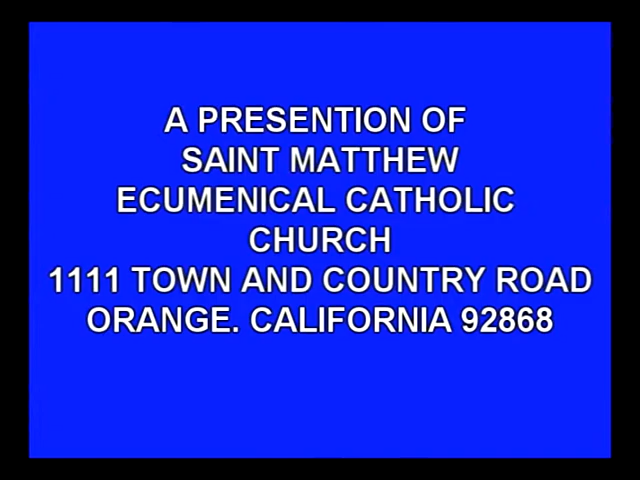 A PRESENTION OF
SAINT MATTHEW
ECUMENICAL CATHOLIC
CHURCH
1111 TOWN AND COUNTRY ROAD
ORANGE. CALIFORNIA 92868